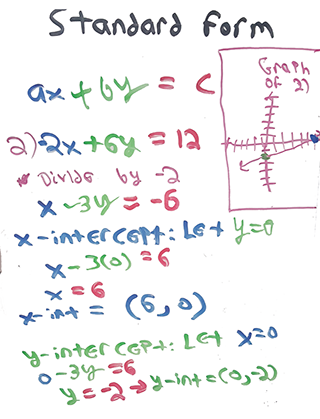 Standard Form
ax + by = c
Graph
of 2)
2) -2x + 6y = 12
* Divide by -2
x - 3y = -6
x-intercept: Let y=0
x - 3(0) = 6
x = 6
x-int = (6, 0)
y-intercept: Let x=0
0 - 3y = 6
y = -2 → y-int = (0, -2)